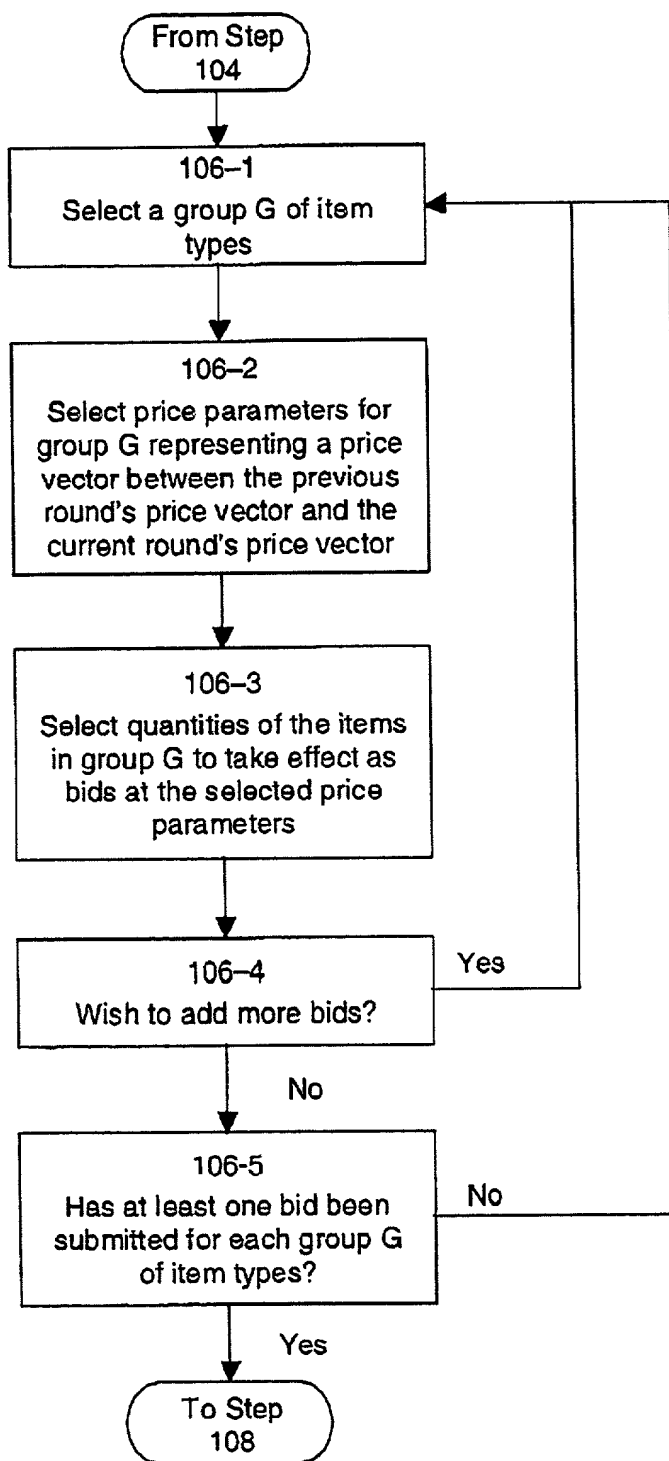 From Step
104
106–1
Select a group G of item
types
106–2
Select price parameters for
group G representing a price
vector between the previous
round's price vector and the
current round's price vector
106–3
Select quantities of the items
in group G to take effect as
bids at the selected price
parameters
106–4
Wish to add more bids?
Yes
No
106-5
Has at least one bid been
submitted for each group G
of item types?
No
Yes
To Step
108